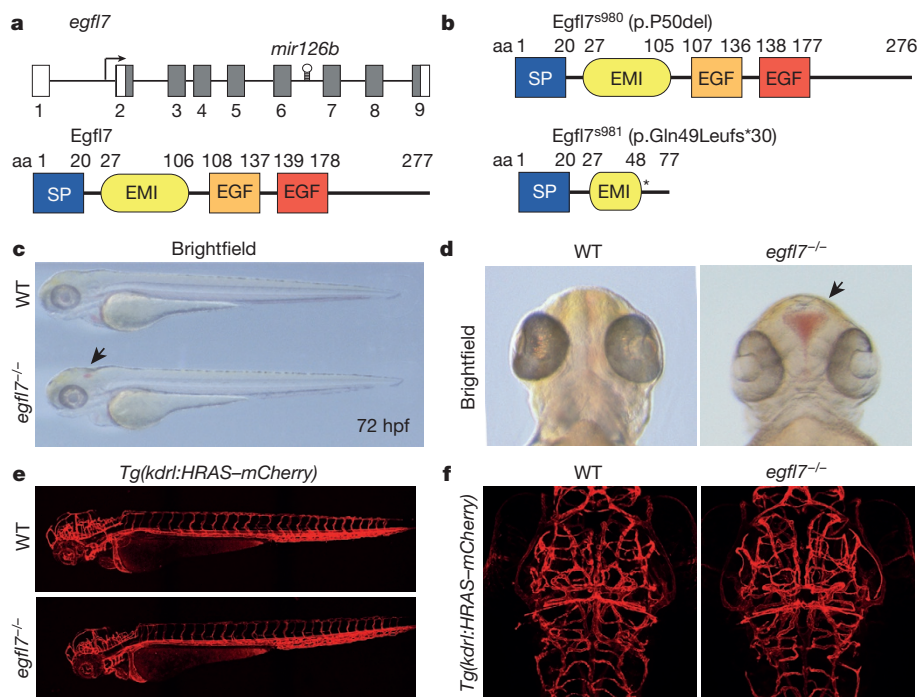 a
egfl7
mir126b
1 2 3 4 5 6 7 8 9
Egfl7
aa 1 20 27 106 108 137 139 178 277
SP EMI EGF EGF
b
Egfl7s980 (p.P50del)
aa 1 20 27 105 107 136 138 177 276
SP EMI EGF EGF
Egfl7s981 (p.Gln49Leufs*30)
aa 1 20 27 48 77
SP EMI *
c
Brightfield
WT
egfl7–/–
72 hpf
d
WT egfl7–/–
Brightfield
e
Tg(kdrl:HRAS–mCherry)
WT
egfl7–/–
f
WT egfl7–/–
Tg(kdrl:HRAS–mCherry)